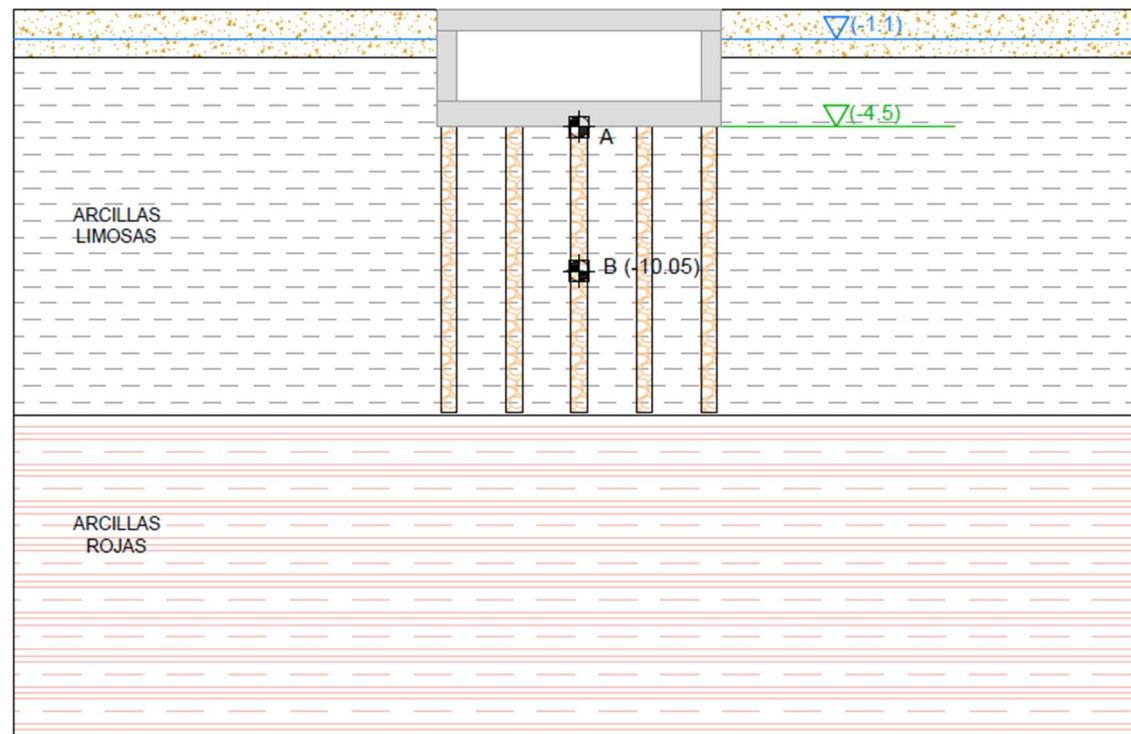 (-1.1)
(-4.5)
A
ARCILLAS
LIMOSAS
B (-10.05)
ARCILLAS
ROJAS